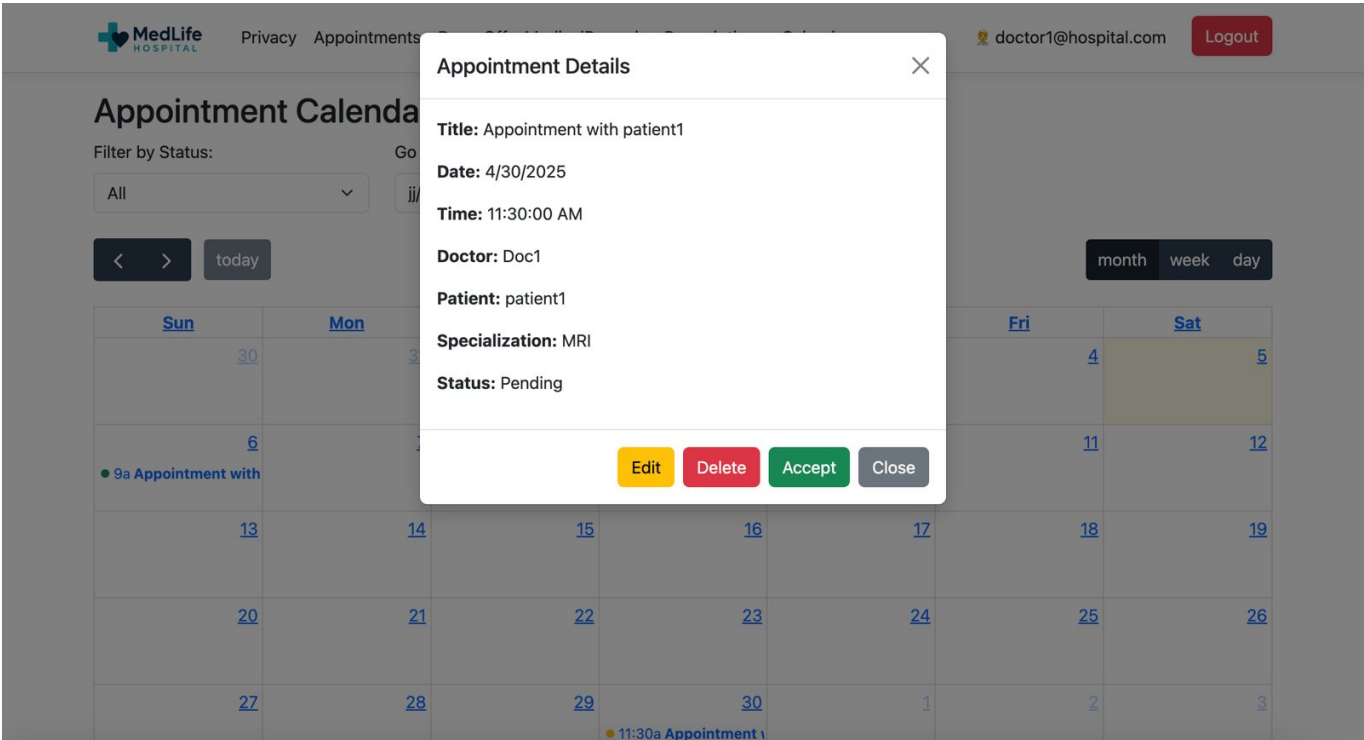 MedLife
HOSPITAL
Privacy Appointments
doctor1@hospital.com
Logout
Appointment Details
Title: Appointment with patient1
Date: 4/30/2025
Time: 11:30:00 AM
Doctor: Doc1
Patient: patient1
Specialization: MRI
Status: Pending
Edit Delete Accept Close
Appointment Calenda
Filter by Status:
Go
All
jj/
today
month week day
Sun Mon Fri Sat
30 3 4 5
6 11 12
9a Appointment with
13 14 15 16 17 18 19
20 21 22 23 24 25 26
27 28 29 30 1 2 3
11:30a Appointment